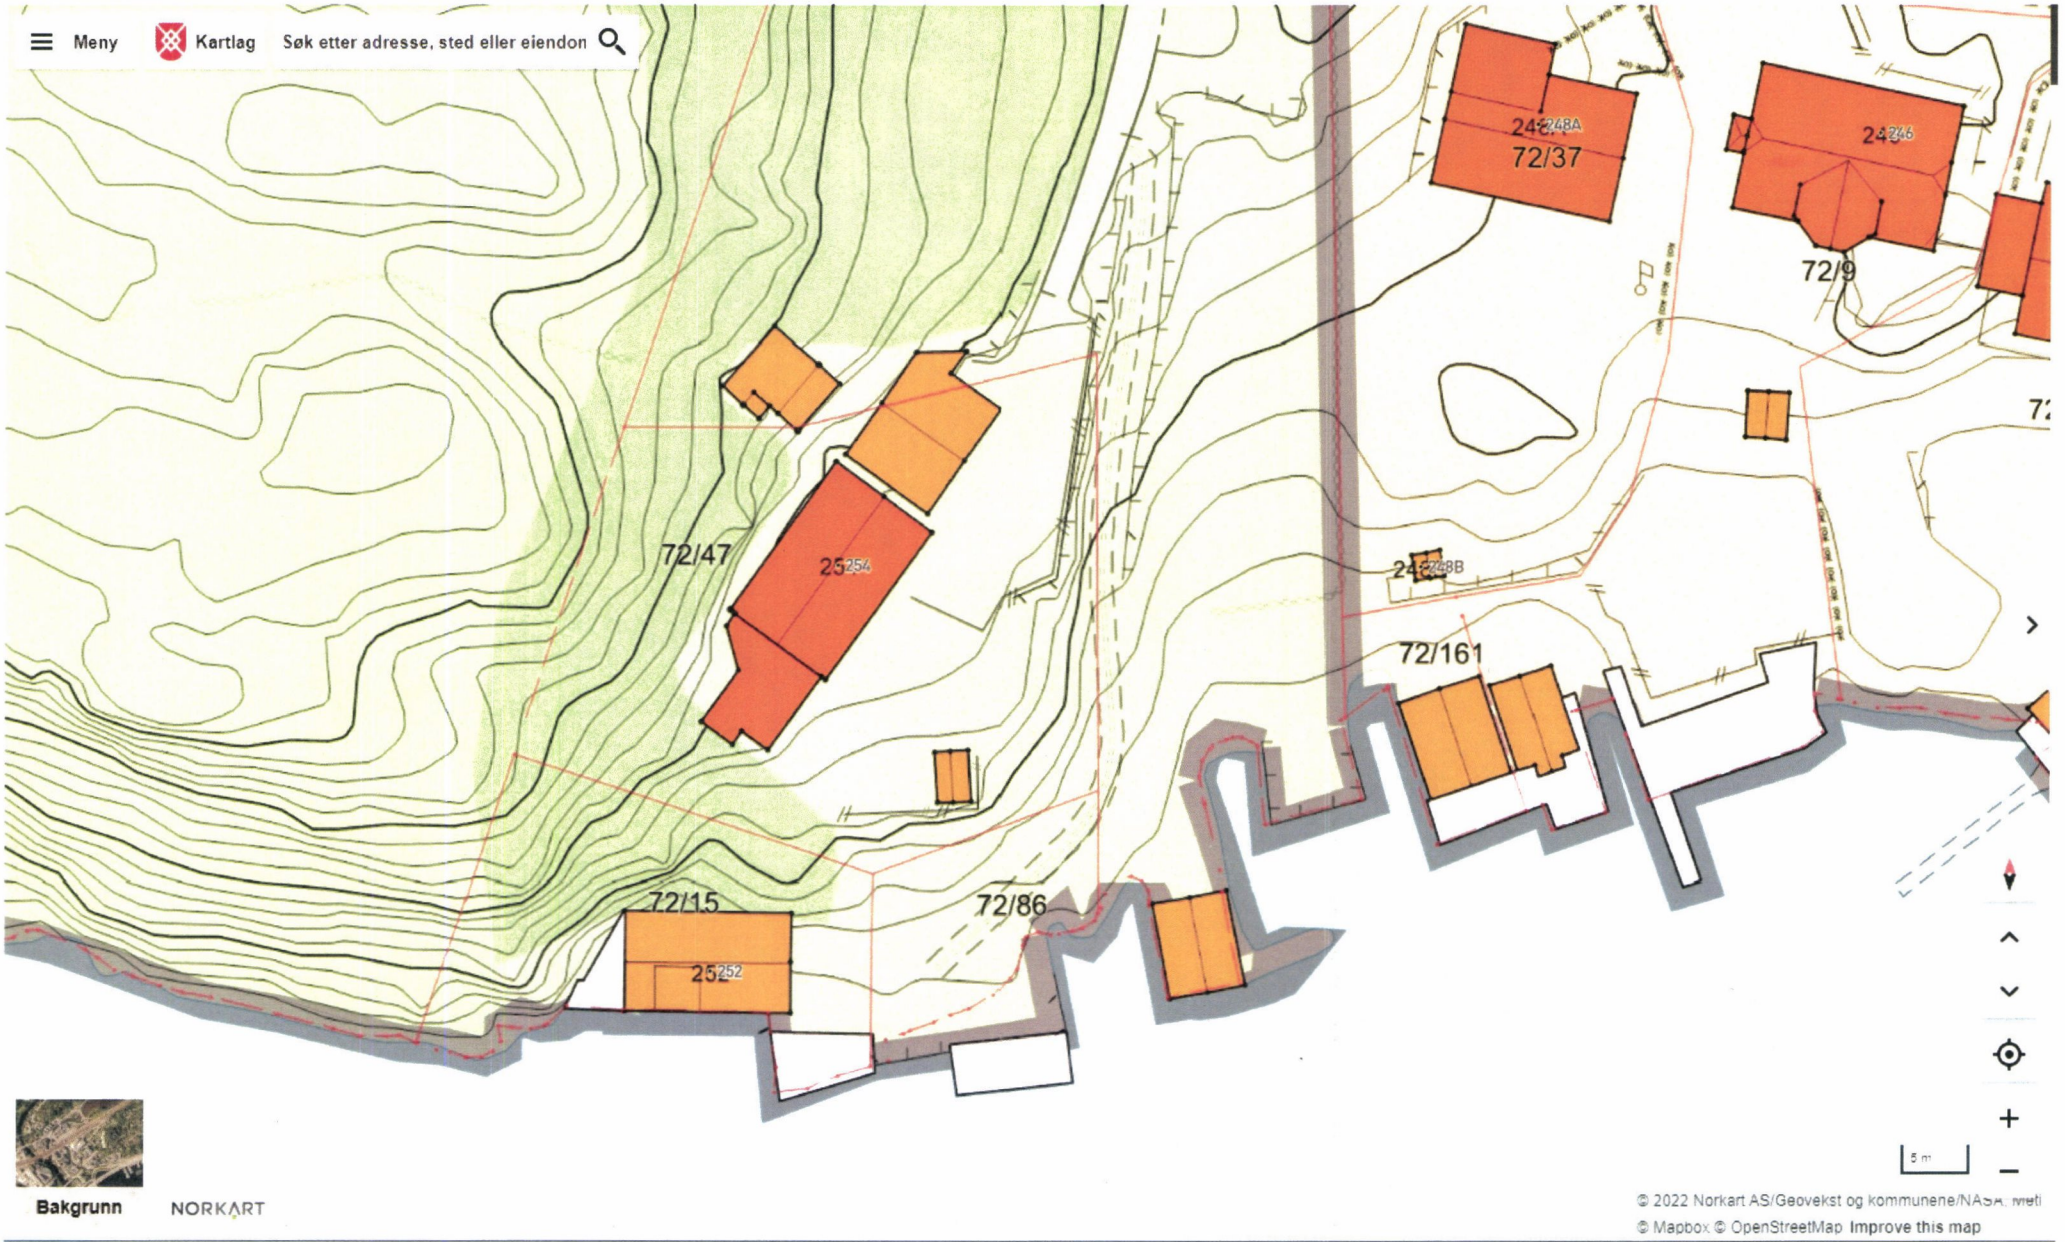 Meny
Kartlag
Søk etter adresse, sted eller eiendon
248A
72/37
246
72/9
72/47
254
248B
72/161
72/15
252
72/86
5 m
Bakgrunn
NORKART
© 2022 Norkart AS/Geovekst og kommunene/NASA, Meti
© Mapbox © OpenStreetMap Improve this map